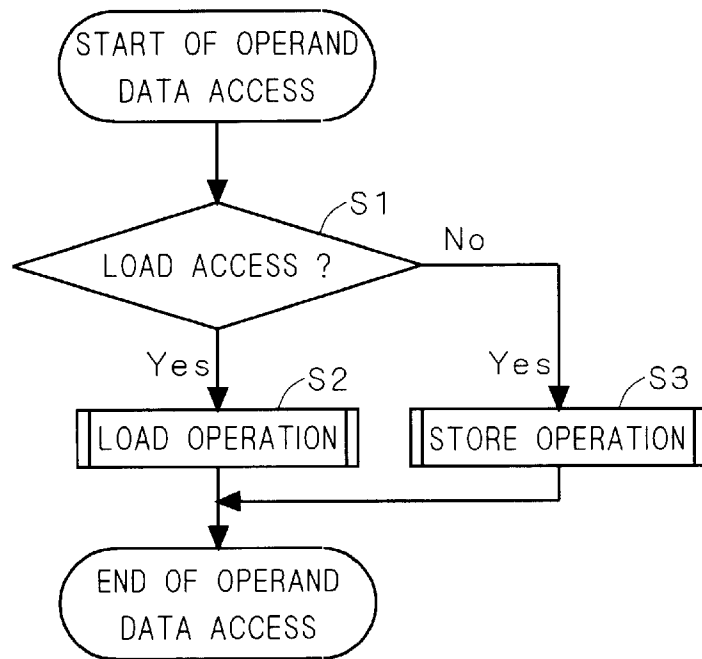 START OF OPERAND
DATA ACCESS
S1
LOAD ACCESS ?
No
Yes
Yes
S2
S3
LOAD OPERATION
STORE OPERATION
END OF OPERAND
DATA ACCESS